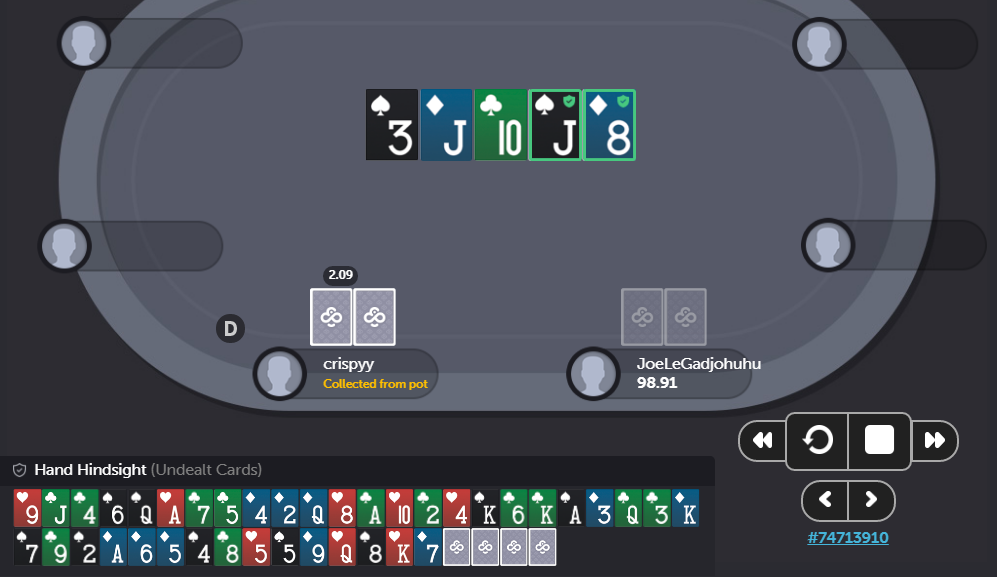 3 J 10 J 8
2.09
D
crispyy
Collected from pot
JoeLeGadjohuhu
98.91
Hand Hindsight (Undealt Cards)
9 J 4 6 Q A 7 5 4 2 Q 8 A 10 2 4 K 6 K A 3 Q 3 K
7 9 2 A 6 5 4 8 5 5 9 Q 8 K 7
#74713910